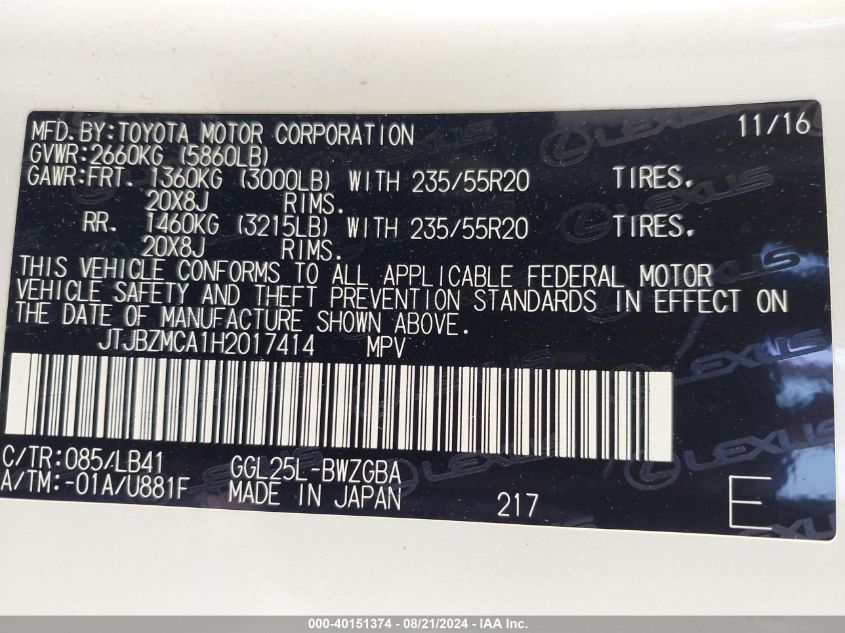 MFD. BY: TOYOTA MOTOR CORPORATION 11/16
GVWR: 2660KG (5860LB)
GAWR: FRT. 1360KG (3000LB) WITH 235/55R20 TIRES.
20X8J RIMS.
RR. 1460KG (3215LB) WITH 235/55R20 TIRES.
20X8J RIMS.
THIS VEHICLE CONFORMS TO ALL APPLICABLE FEDERAL MOTOR
VEHICLE SAFETY AND THEFT PREVENTION STANDARDS IN EFFECT ON
THE DATE OF MANUFACTURE SHOWN ABOVE.
JTJBZMCA1H2017414 MPV
C/TR: 085/LB41 GGL25L-BWZGBA
A/TM: -01A/U881F MADE IN JAPAN 217 E
LEXUS
000-40151374 - 08/21/2024 - IAA Inc.